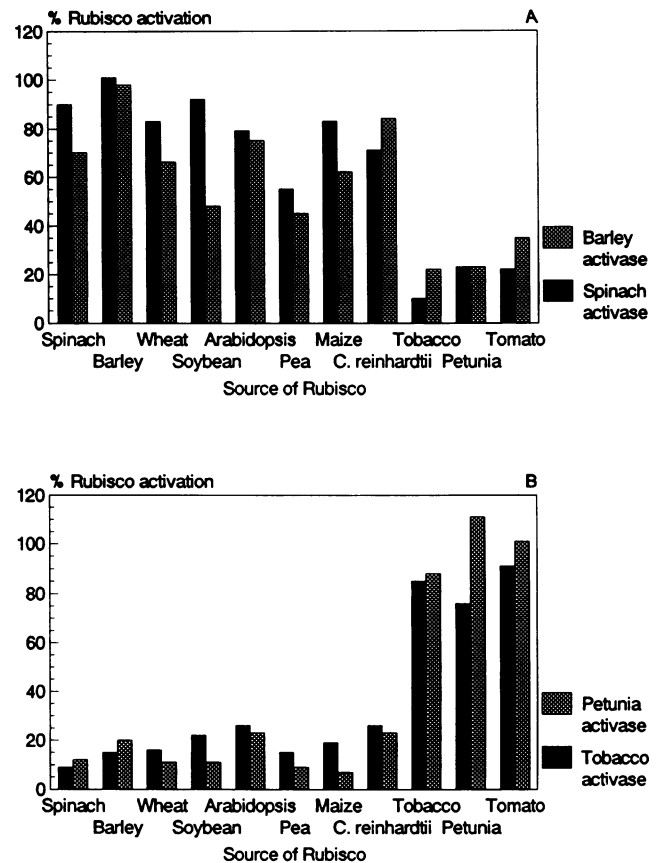 % Rubisco activation A
120
100
80
60
40
20
0
Barley
activase
Spinach
activase
Spinach Wheat Arabidopsis Maize Tobacco Tomato
Barley Soybean Pea C. reinhardtii Petunia
Source of Rubisco
% Rubisco activation B
120
100
80
60
40
20
0
Petunia
activase
Tobacco
activase
Spinach Wheat Arabidopsis Maize Tobacco Tomato
Barley Soybean Pea C. reinhardtii Petunia
Source of Rubisco